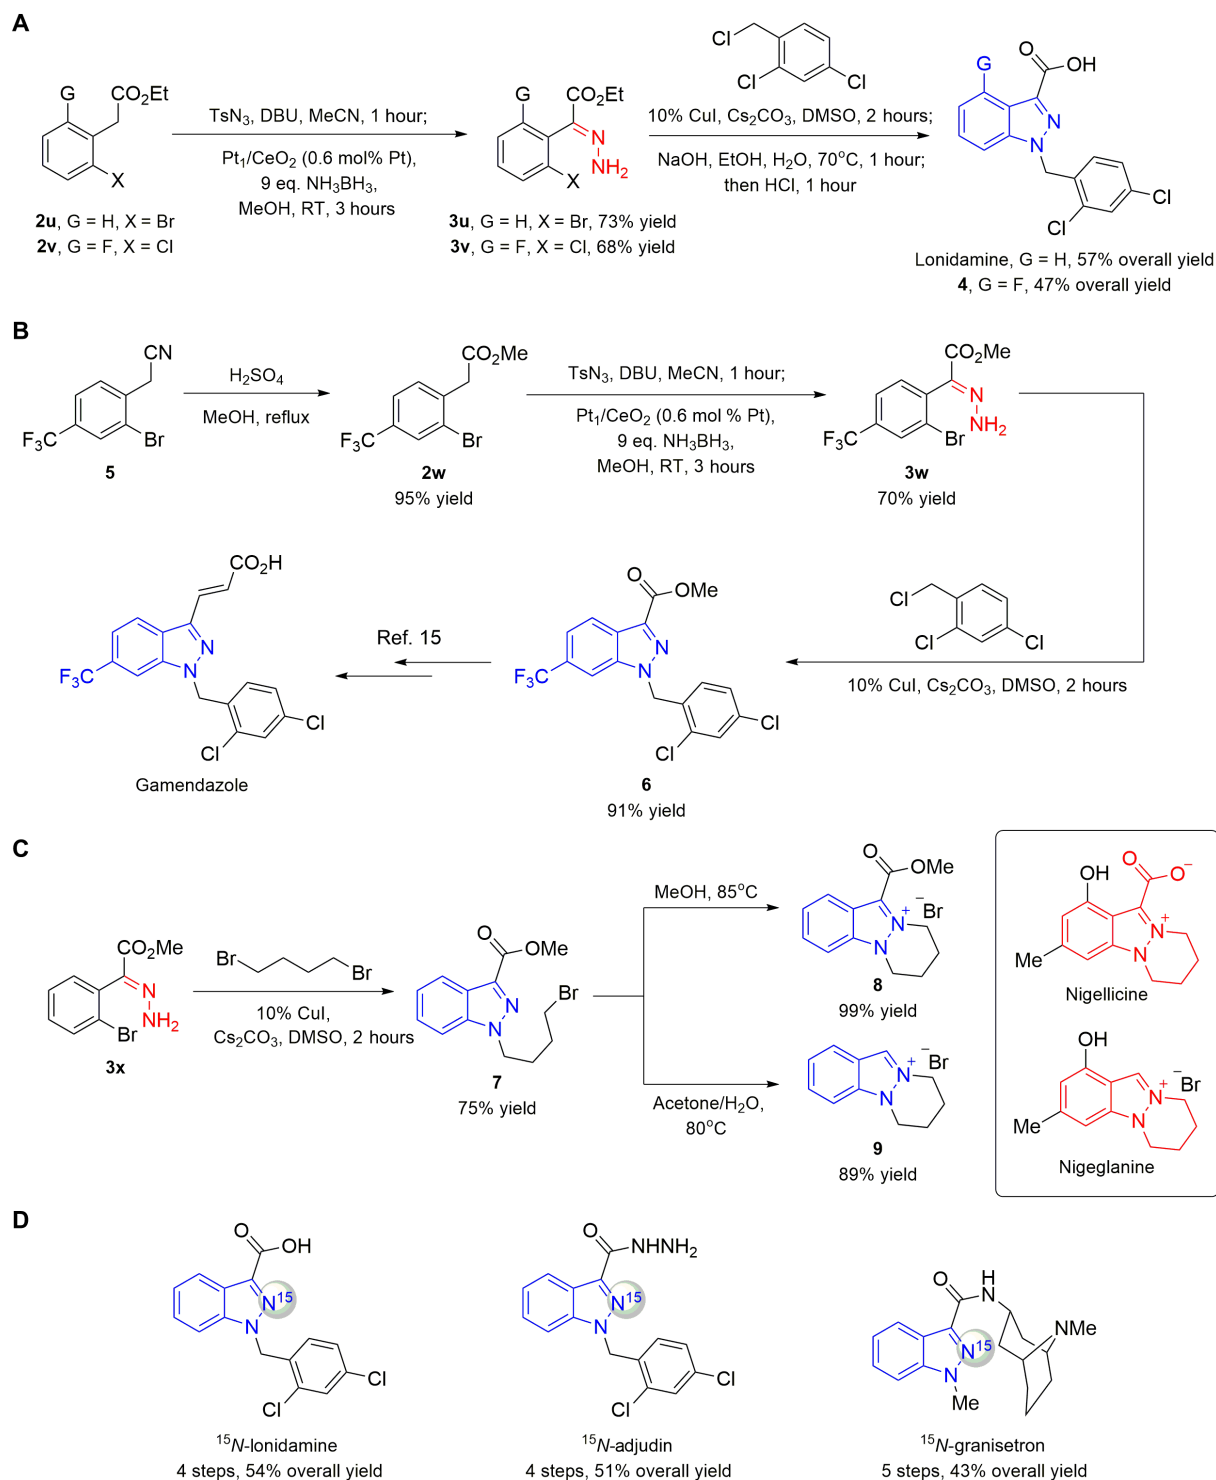 A
G
CO₂Et
X
2u, G = H, X = Br
2v, G = F, X = Cl
TsN₃, DBU, MeCN, 1 hour;
Pt₁/CeO₂ (0.6 mol% Pt),
9 eq. NH₃BH₃,
MeOH, RT, 3 hours
G
CO₂Et
N
X
NH₂
3u, G = H, X = Br, 73% yield
3v, G = F, X = Cl, 68% yield
Cl
Cl
Cl
10% CuI, Cs₂CO₃, DMSO, 2 hours;
NaOH, EtOH, H₂O, 70°C, 1 hour;
then HCl, 1 hour
G
O
OH
N
N
Cl
Cl
Lonidamine, G = H, 57% overall yield
4, G = F, 47% overall yield
B
CN
F₃C
Br
5
H₂SO₄
MeOH, reflux
CO₂Me
F₃C
Br
2w
95% yield
TsN₃, DBU, MeCN, 1 hour;
Pt₁/CeO₂ (0.6 mol % Pt),
9 eq. NH₃BH₃,
MeOH, RT, 3 hours
CO₂Me
N
F₃C
Br
NH₂
3w
70% yield
Cl
Cl
Cl
10% CuI, Cs₂CO₃, DMSO, 2 hours
O
OMe
N
F₃C
N
Cl
Cl
6
91% yield
Ref. 15
CO₂H
N
F₃C
N
Cl
Cl
Gamendazole
C
CO₂Me
N
Br
NH₂
3x
Br
Br
10% CuI,
Cs₂CO₃, DMSO, 2 hours
O
OMe
N
Br
N
7
75% yield
MeOH, 85°C
O
OMe
N⁺
⁻Br
N
8
99% yield
Acetone/H₂O,
80°C
N⁺
⁻Br
N
9
89% yield
OH
O
O⁻
N⁺
Me
N
Nigellicine
OH
N⁺
⁻Br
Me
N
Nigeglanine
D
O
OH
N¹⁵
N
Cl
Cl
¹⁵N-lonidamine
4 steps, 54% overall yield
O
NHNH₂
N¹⁵
N
Cl
Cl
¹⁵N-adjudin
4 steps, 51% overall yield
O
H
N
NMe
N¹⁵
N
Me
¹⁵N-granisetron
5 steps, 43% overall yield